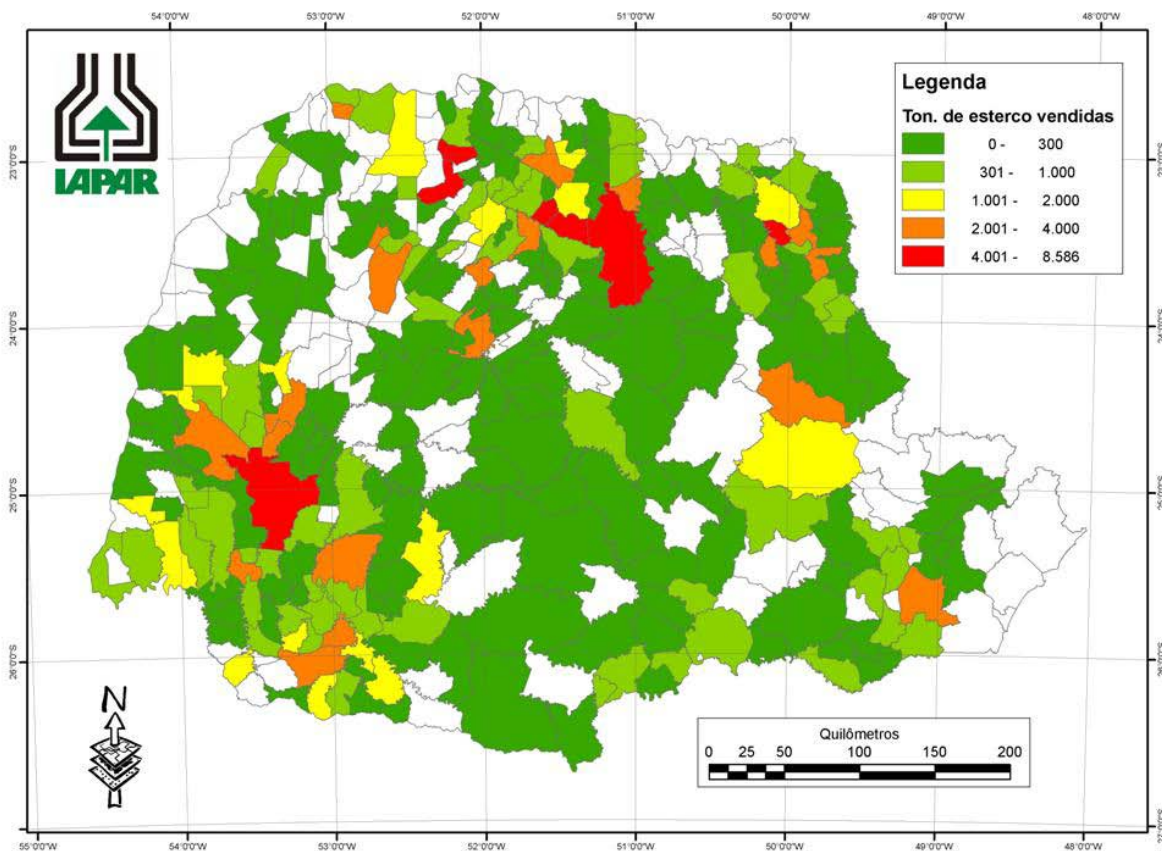 54°0'0"W 53°0'0"W 52°0'0"W 51°0'0"W 50°0'0"W 49°0'0"W 48°0'0"W
IAPAR
Legenda
Ton. de esterco vendidas
0 - 300
301 - 1.000
1.001 - 2.000
2.001 - 4.000
4.001 - 8.586
23°0'0"S
24°0'0"S
25°0'0"S
26°0'0"S
N
Quilômetros
0 25 50 100 150 200
55°0'0"W 54°0'0"W 53°0'0"W 52°0'0"W 51°0'0"W 50°0'0"W 49°0'0"W 48°0'0"W